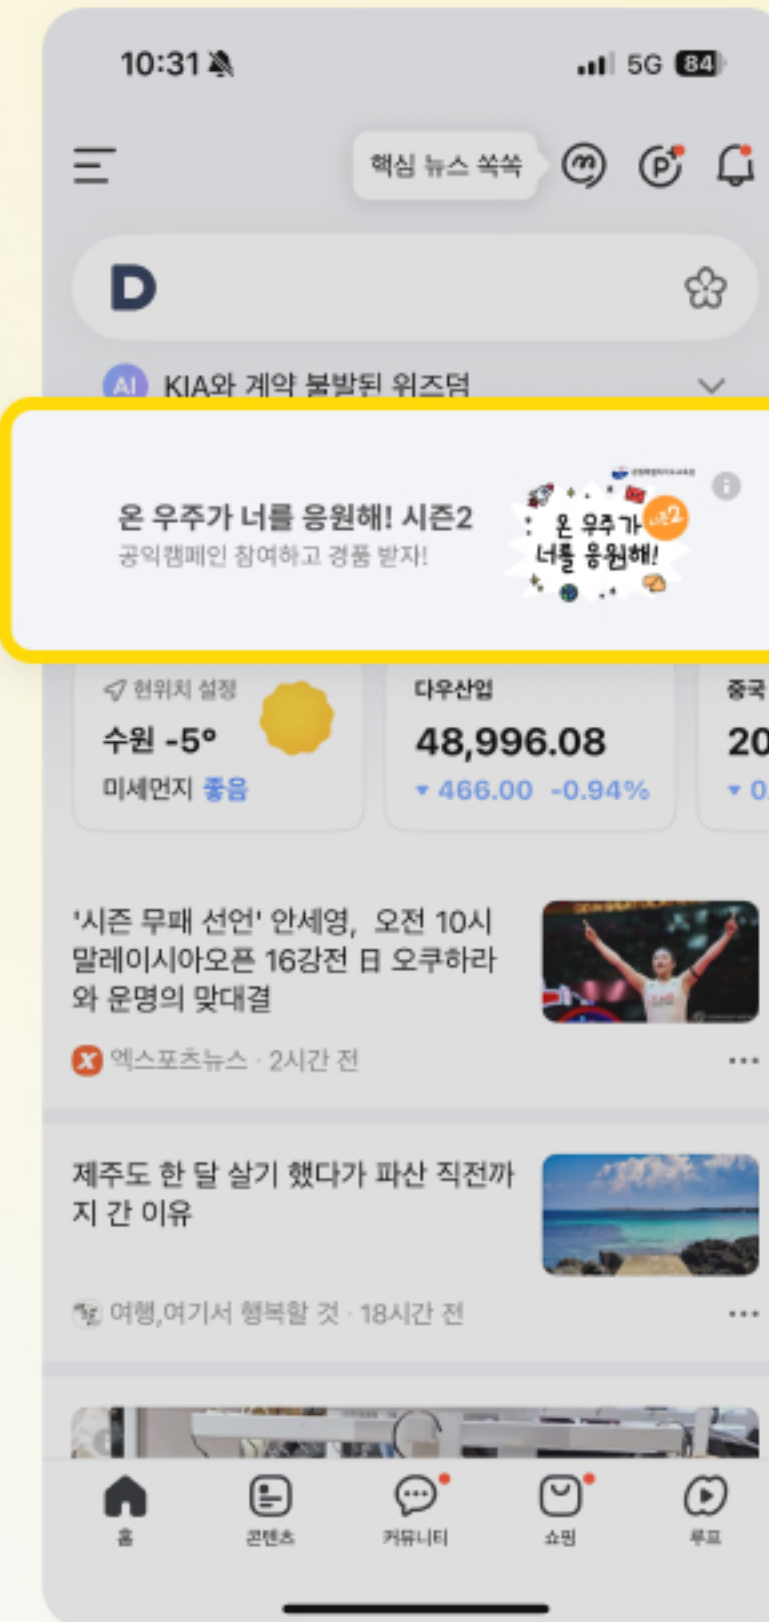 10:31
5G 84
핵심 뉴스 쏙쏙
m
P
D
AI KIA와 계약 불발된 위즈덤
온 우주가 너를 응원해! 시즌2
공익캠페인 참여하고 경품 받자!
온 우주가
시즌2
너를 응원해!
i
현위치 설정
수원 -5°
미세먼지 좋음
다우산업
48,996.08
▼ 466.00 -0.94%
중국
20
▼ 0.
'시즌 무패 선언' 안세영, 오전 10시
말레이시아오픈 16강전 日 오쿠하라
와 운명의 맞대결
x 엑스포츠뉴스 · 2시간 전
제주도 한 달 살기 했다가 파산 직전까
지 간 이유
여행,여기서 행복할 것 · 18시간 전
홈
콘텐츠
커뮤니티
쇼핑
루프